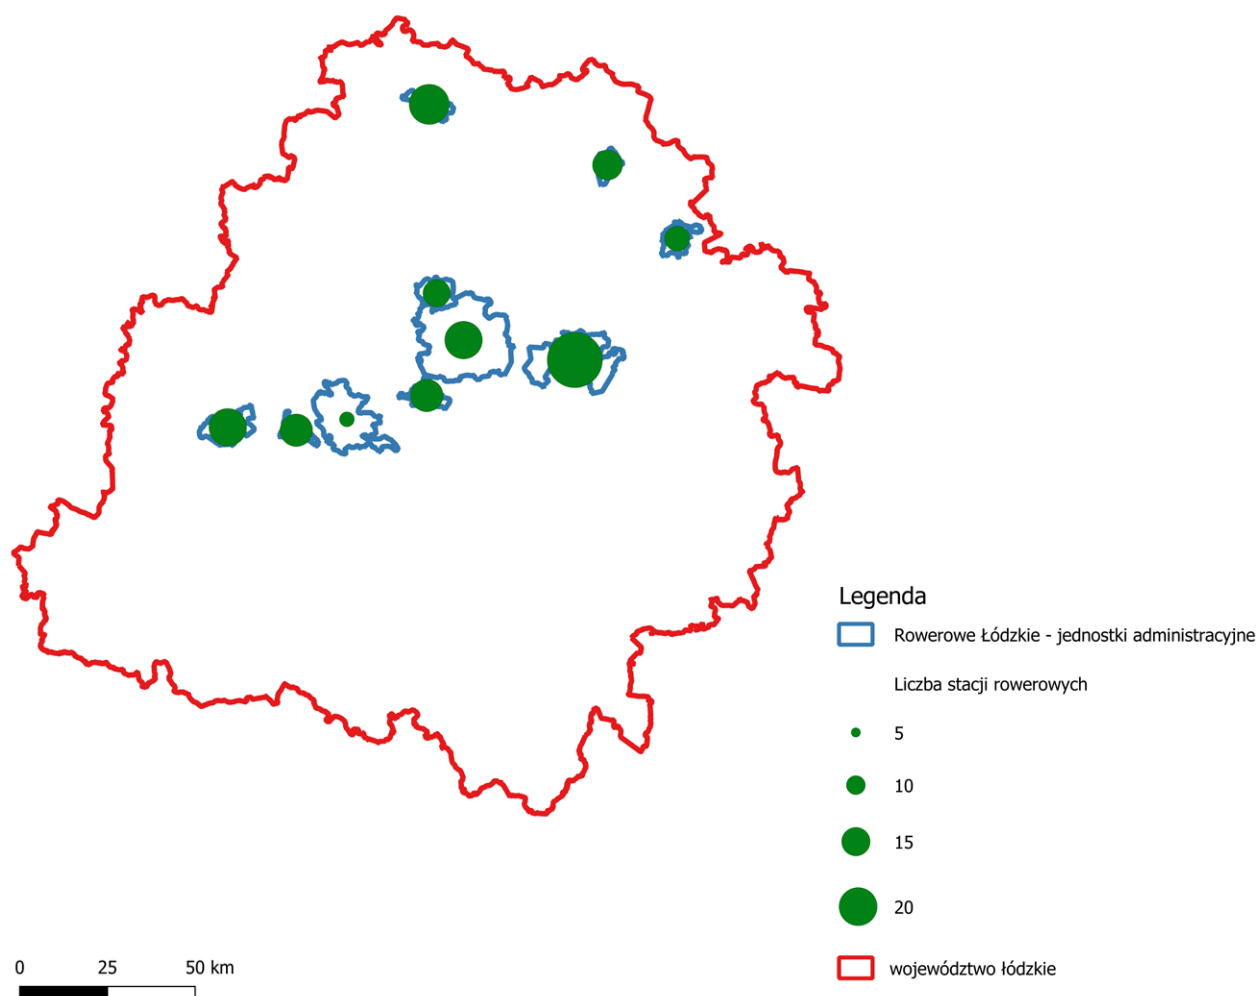 Legenda
Rowerowe Łódzkie - jednostki administracyjne
Liczba stacji rowerowych
5
10
15
20
województwo łódzkie
0 25 50 km